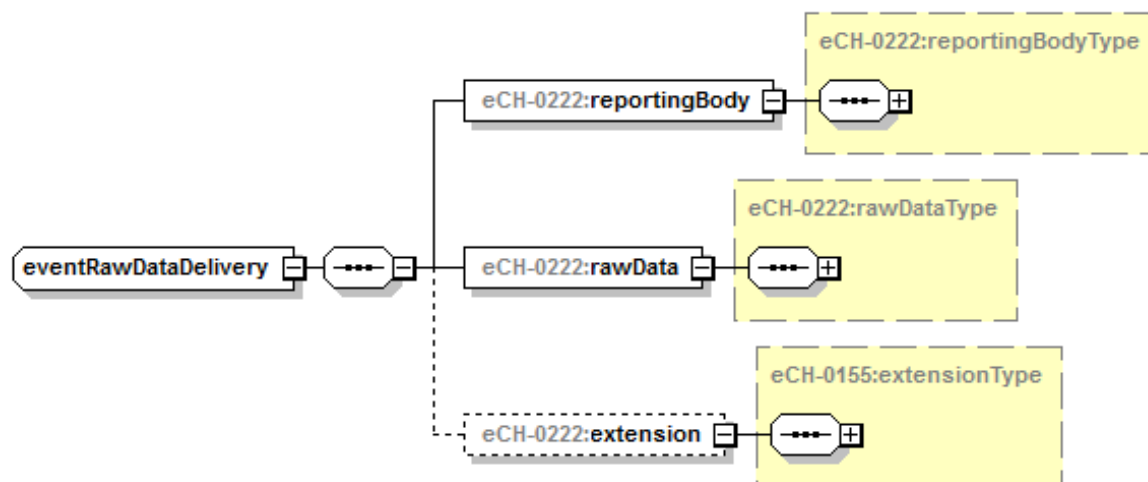 eCH-0222:reportingBodyType
eCH-0222:reportingBody
eCH-0222:rawDataType
eventRawDataDelivery
eCH-0222:rawData
eCH-0155:extensionType
eCH-0222:extension